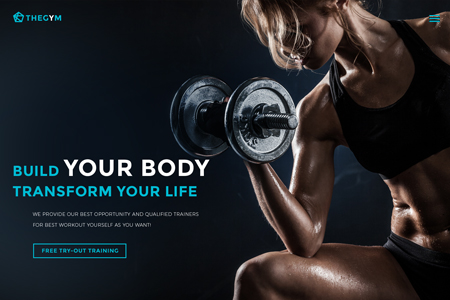 THEGYM
BUILD YOUR BODY
TRANSFORM YOUR LIFE
WE PROVIDE OUR BEST OPPORTUNITY AND QUALIFIED TRAINERS
FOR BEST WORKOUT YOURSELF AS YOU WANT!
FREE TRY-OUT TRAINING